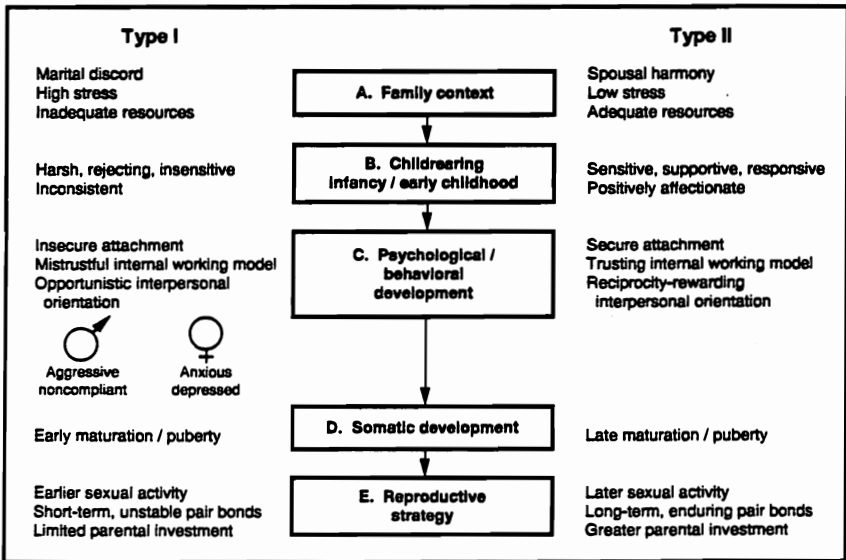 Type I
Type II
Marital discord
High stress
Inadequate resources
A. Family context
Spousal harmony
Low stress
Adequate resources
Harsh, rejecting, insensitive
Inconsistent
B. Childrearing
infancy / early childhood
Sensitive, supportive, responsive
Positively affectionate
Insecure attachment
Mistrustful internal working model
Opportunistic interpersonal
orientation
C. Psychological /
behavioral
development
Secure attachment
Trusting internal working model
Reciprocity-rewarding
interpersonal orientation
♂
♀
Aggressive
noncompliant
Anxious
depressed
Early maturation / puberty
D. Somatic development
Late maturation / puberty
Earlier sexual activity
Short-term, unstable pair bonds
Limited parental investment
E. Reproductive
strategy
Later sexual activity
Long-term, enduring pair bonds
Greater parental investment